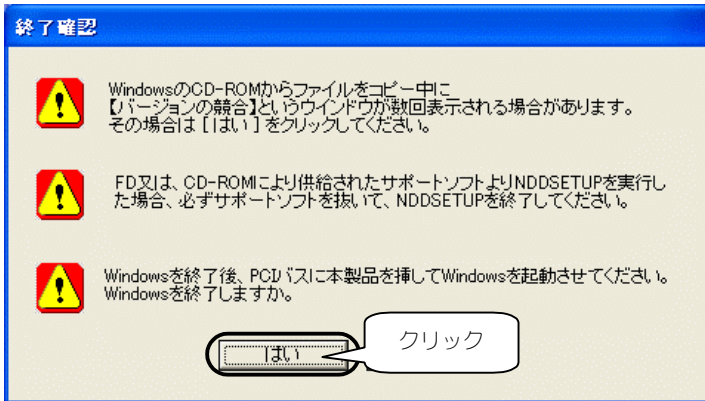 終了確認
WindowsのCD-ROMからファイルをコピー中に
【バージョンの競合】というウインドウが数回表示される場合があります。
その場合は [はい] をクリックしてください。
FD又は、CD-ROMにより供給されたサポートソフトよりNDDSETUPを実行し
た場合、必ずサポートソフトを抜いて、NDDSETUPを終了してください。
Windowsを終了後、PCIバスに本製品を挿してWindowsを起動させてください。
Windowsを終了しますか。
はい
クリック